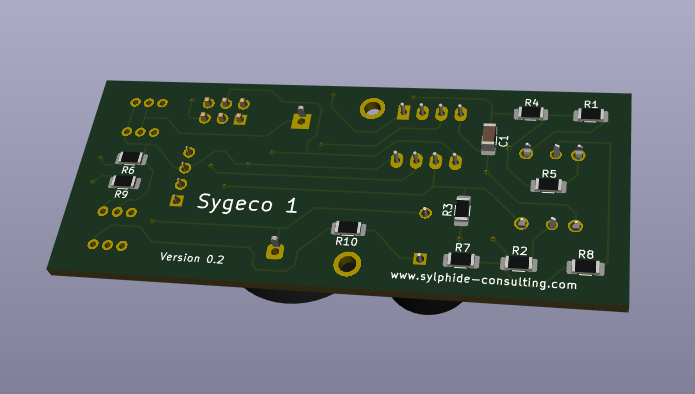 R4
R1
C1
R6
R5
R9
Sygeco 1
R3
R10
R7
R2
R8
Version 0.2
www.sylphide-consulting.com